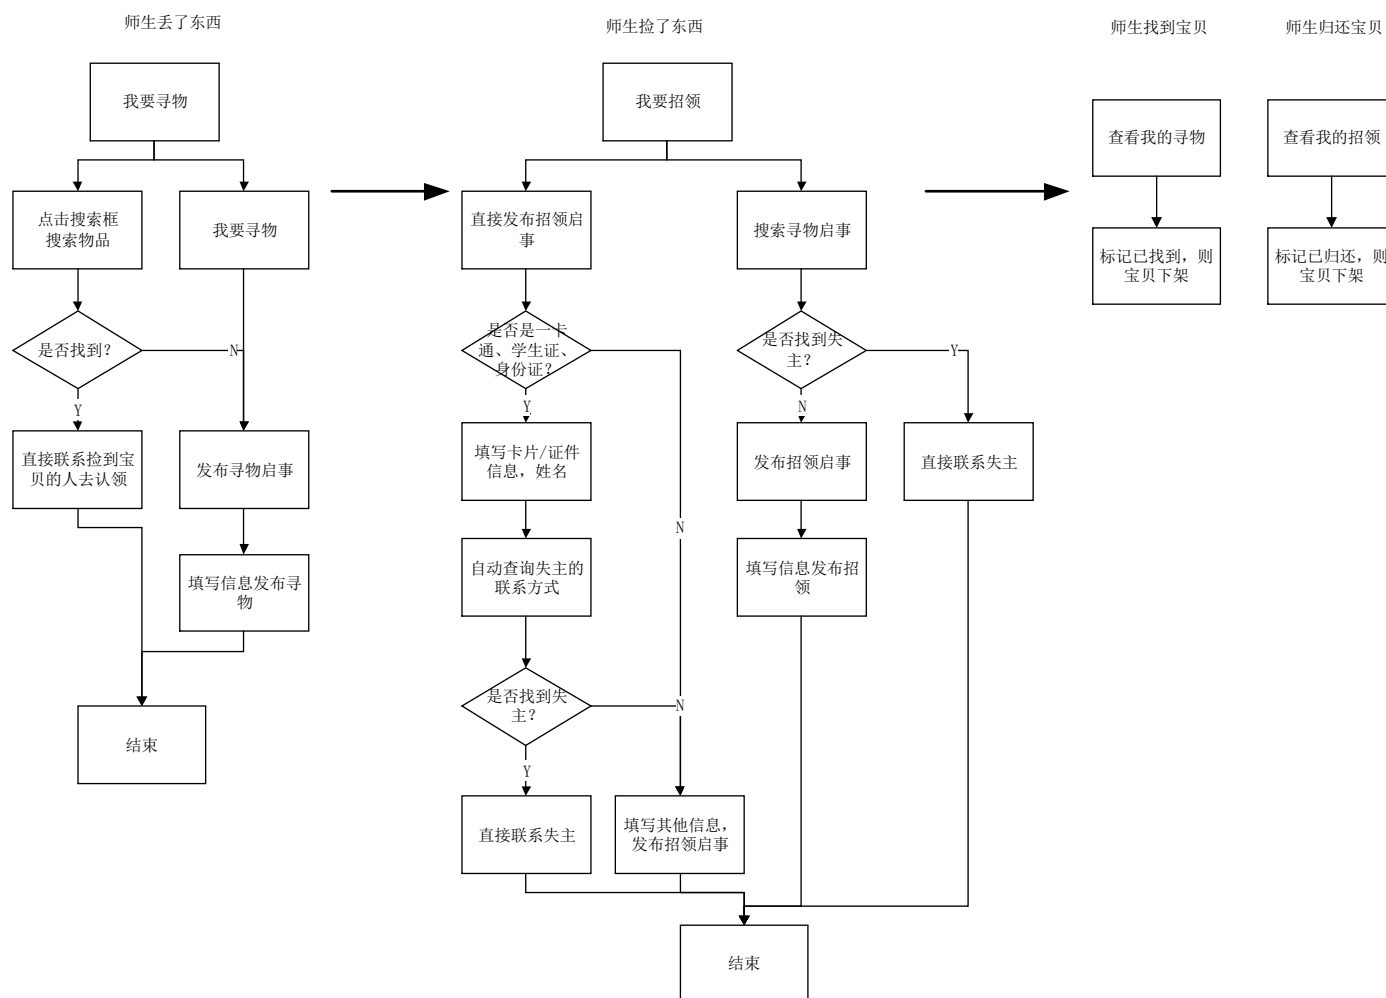 师生丢了东西
师生捡了东西
师生找到宝贝
师生归还宝贝
我要寻物
我要招领
查看我的寻物
查看我的招领
点击搜索框
搜索物品
我要寻物
直接发布招领启
事
搜索寻物启事
标记已找到，则
宝贝下架
标记已归还，则
宝贝下架
是否找到？
N
是否是一卡
通、学生证、
身份证？
是否找到失
主？
Y
Y
Y
N
直接联系捡到宝
贝的人去认领
发布寻物启事
填写卡片/证件
信息，姓名
发布招领启事
直接联系失主
N
填写信息发布寻
物
自动查询失主的
联系方式
填写信息发布招
领
是否找到失
主？
N
结束
Y
直接联系失主
填写其他信息，
发布招领启事
结束